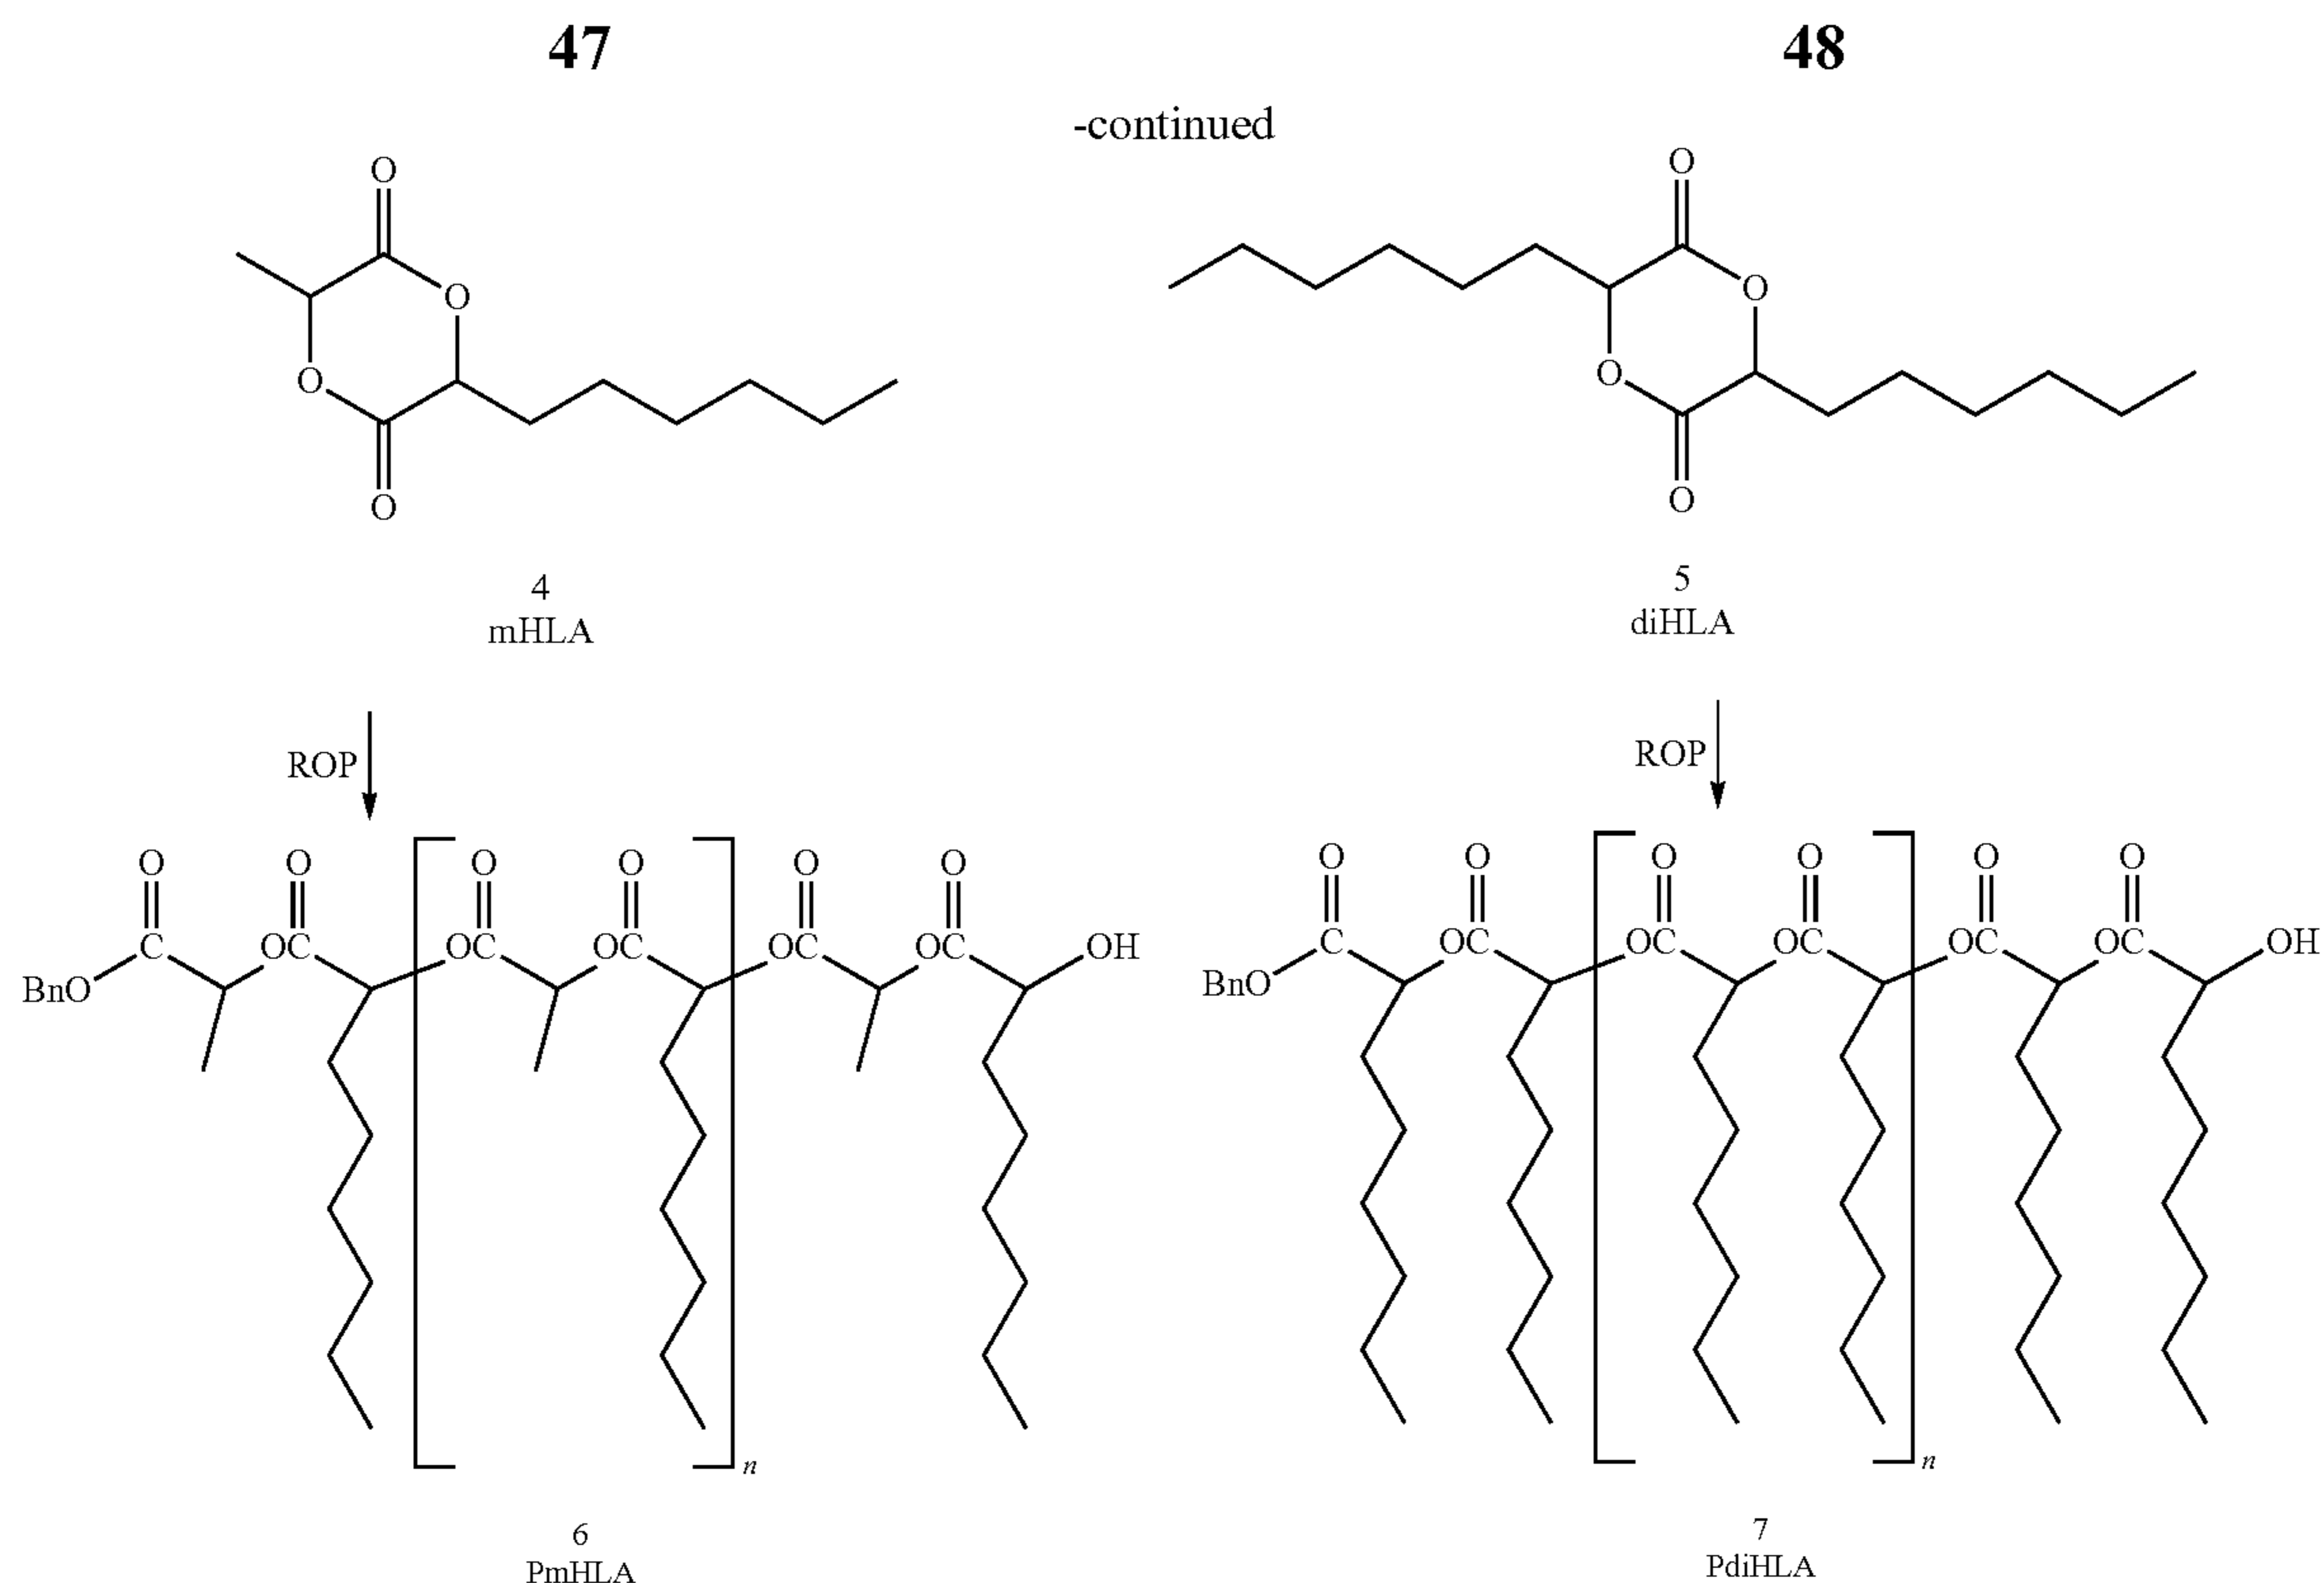 47 48
-continued
O O
O O
O O
O O
4 5
mHLA diHLA
ROP ROP
O O O O O O O O O O O O
C OC OC OC OC OC OH C OC OC OC OC OC OH
BnO BnO
n n
6 7
PmHLA PdiHLA